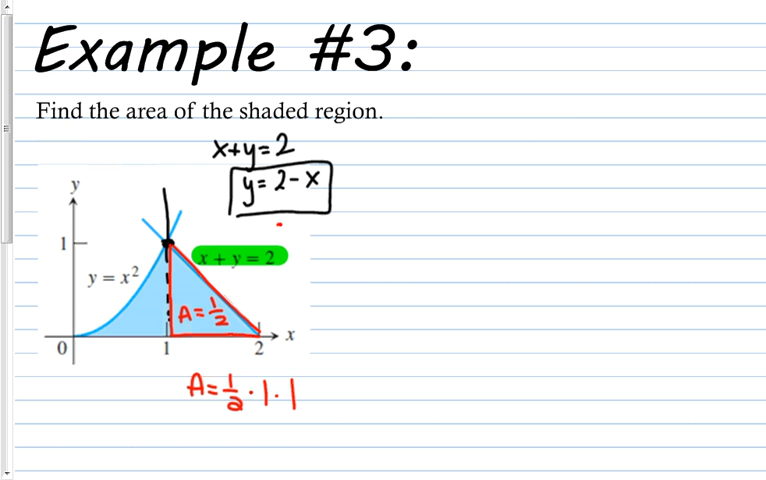 Example #3:
Find the area of the shaded region.
x+y=2
y=2-x
y
1
x + y = 2
y = x²
A=1/2
0
1
2
x
A=1/2·1·1